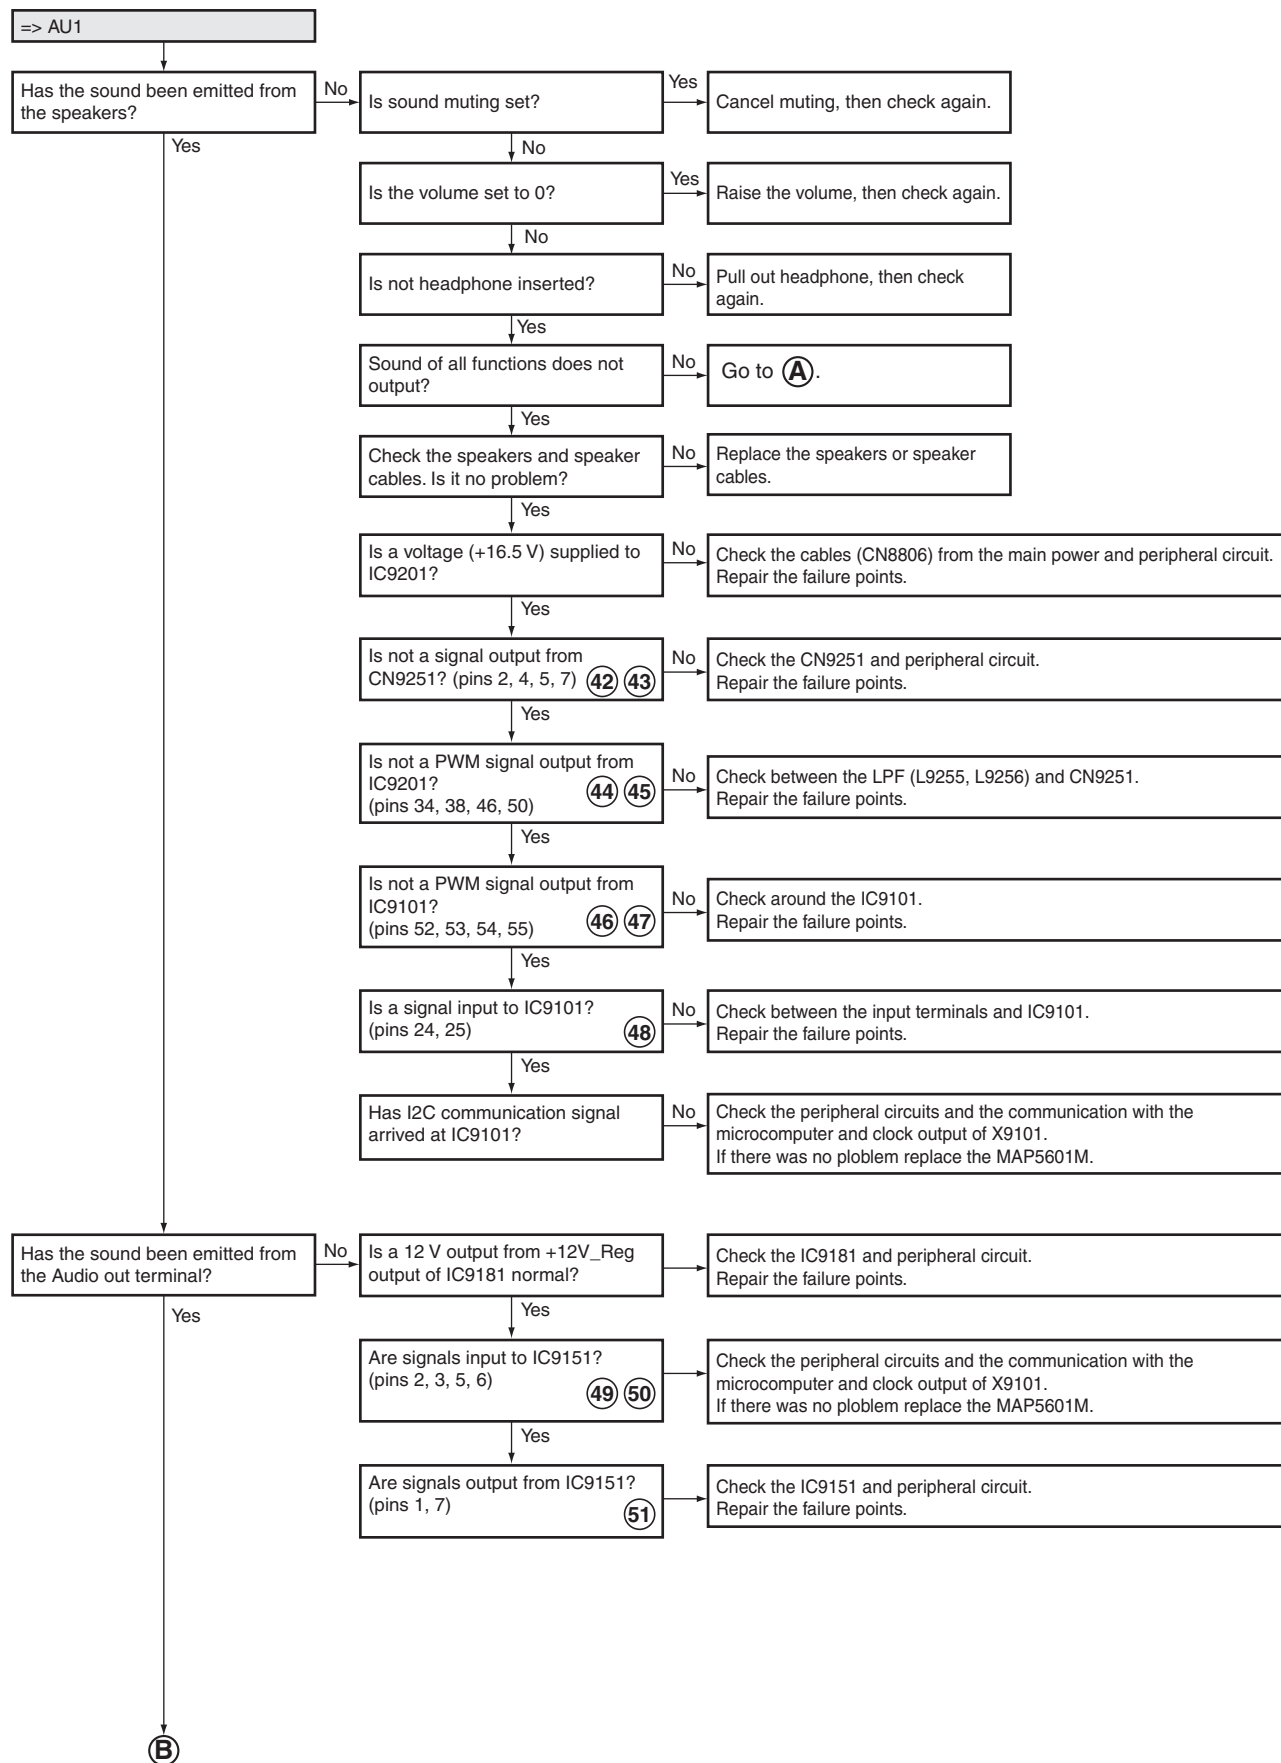 => AU1
Has the sound been emitted from
the speakers?
No
Is sound muting set?
Yes
Cancel muting, then check again.
Yes
No
Is the volume set to 0?
Yes
Raise the volume, then check again.
No
Is not headphone inserted?
No
Pull out headphone, then check
again.
Yes
Sound of all functions does not
output?
No
Go to A.
Yes
Check the speakers and speaker
cables. Is it no problem?
No
Replace the speakers or speaker
cables.
Yes
Is a voltage (+16.5 V) supplied to
IC9201?
No
Check the cables (CN8806) from the main power and peripheral circuit.
Repair the failure points.
Yes
Is not a signal output from
CN9251? (pins 2, 4, 5, 7) 42 43
No
Check the CN9251 and peripheral circuit.
Repair the failure points.
Yes
Is not a PWM signal output from
IC9201?
(pins 34, 38, 46, 50) 44 45
No
Check between the LPF (L9255, L9256) and CN9251.
Repair the failure points.
Yes
Is not a PWM signal output from
IC9101?
(pins 52, 53, 54, 55) 46 47
No
Check around the IC9101.
Repair the failure points.
Yes
Is a signal input to IC9101?
(pins 24, 25) 48
No
Check between the input terminals and IC9101.
Repair the failure points.
Yes
Has I2C communication signal
arrived at IC9101?
No
Check the peripheral circuits and the communication with the
microcomputer and clock output of X9101.
If there was no ploblem replace the MAP5601M.
Has the sound been emitted from
the Audio out terminal?
No
Is a 12 V output from +12V_Reg
output of IC9181 normal?
Check the IC9181 and peripheral circuit.
Repair the failure points.
Yes
Yes
Are signals input to IC9151?
(pins 2, 3, 5, 6)
49 50
Check the peripheral circuits and the communication with the
microcomputer and clock output of X9101.
If there was no ploblem replace the MAP5601M.
Yes
Are signals output from IC9151?
(pins 1, 7)
51
Check the IC9151 and peripheral circuit.
Repair the failure points.
B